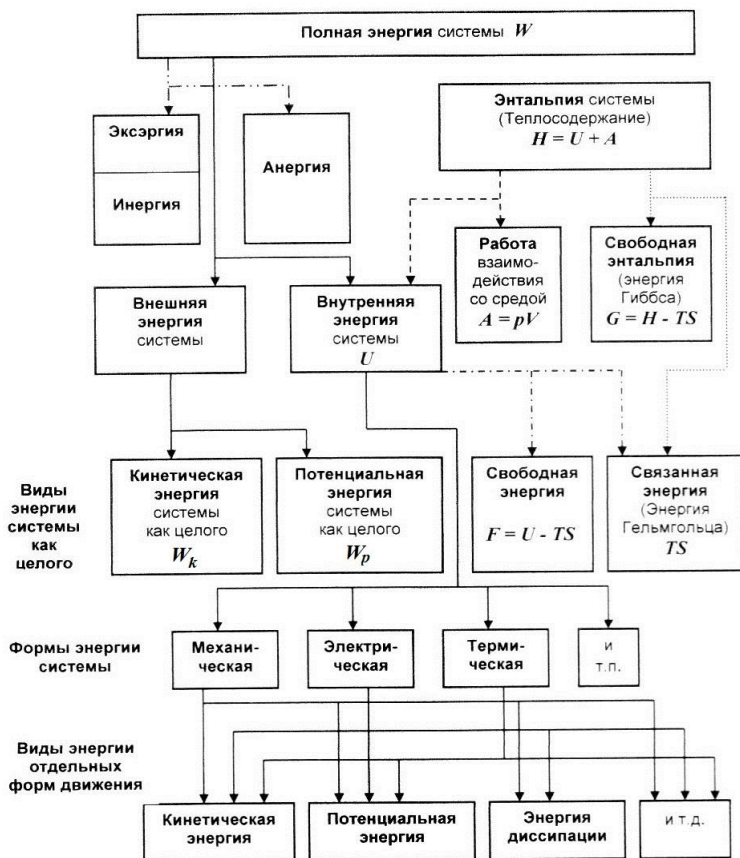 Полная энергия системы W
Энтальпия системы
(Теплосодержание)
H = U + A
Эксэргия
Инергия
Анергия
Работа
взаимо-
действия
со средой
A = pV
Свободная
энтальпия
(энергия
Гиббса)
G = H - TS
Внешняя
энергия
системы
Внутренняя
энергия
системы
U
Виды
энергии
системы
как
целого
Кинетическая
энергия
системы
как целого
Wk
Потенциальная
энергия
системы
как целого
Wp
Свободная
энергия
F = U - TS
Связанная
энергия
(Энергия
Гельмгольца)
TS
Формы энергии
системы
Механи-
ческая
Электри-
ческая
Терми-
ческая
и
т.п.
Виды энергии
отдельных
форм движения
Кинетическая
энергия
Потенциальная
энергия
Энергия
диссипации
и т.д.